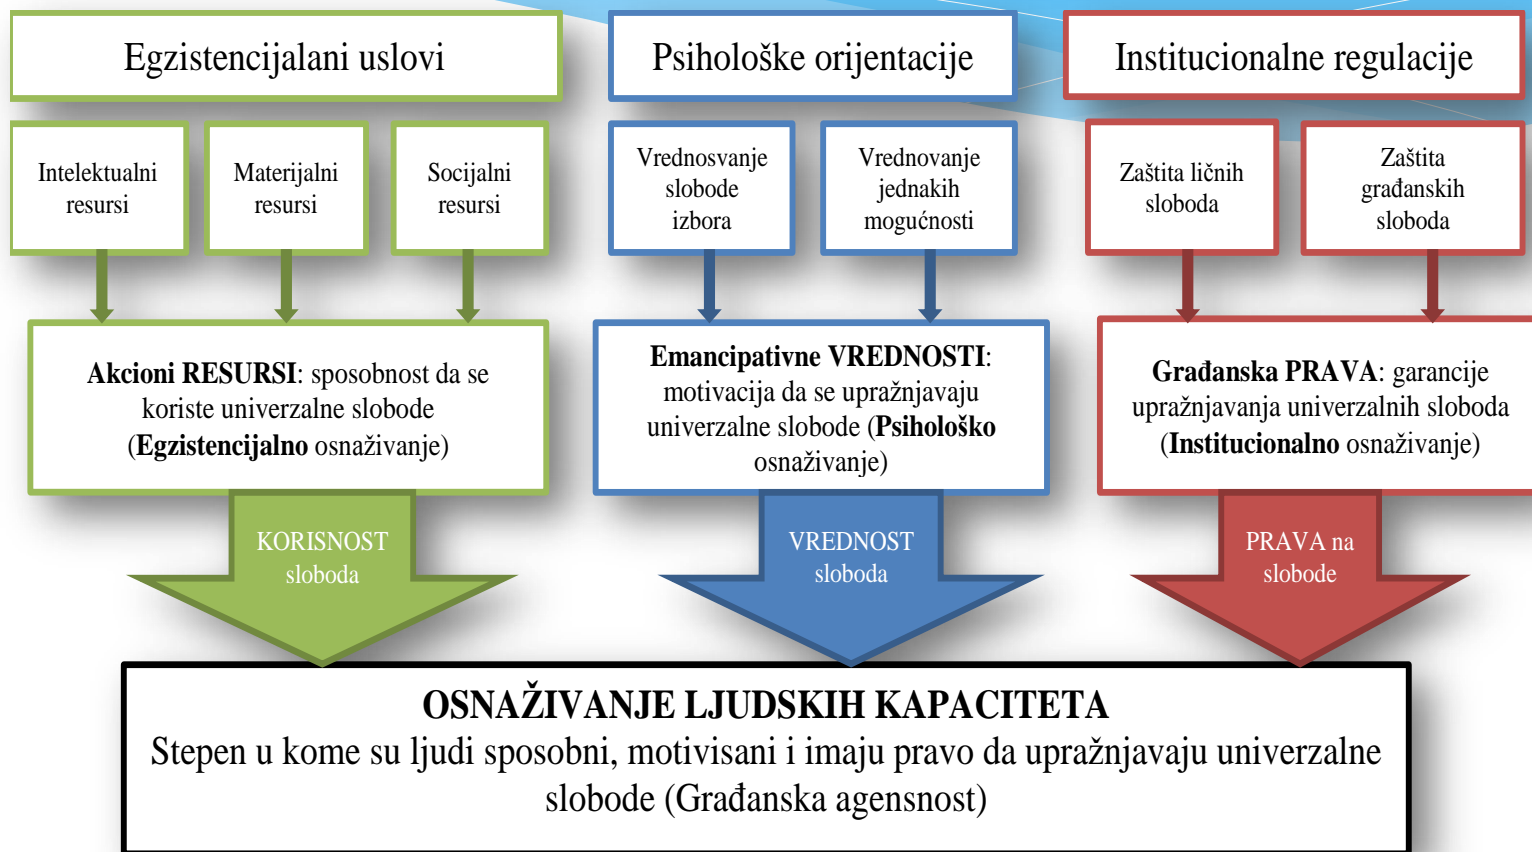 Egzistencijalani uslovi
Psihološke orijentacije
Institucionalne regulacije
Intelektualni
resursi
Materijalni
resursi
Socijalni
resursi
Vrednosvanje
slobode
izbora
Vrednovanje
jednakih
mogućnosti
Zaštita ličnih
sloboda
Zaštita
građanskih
sloboda
Akcioni RESURSI: sposobnost da se
koriste univerzalne slobode
(Egzistencijalno osnaživanje)
Emancipativne VREDNOSTI:
motivacija da se upražnjavaju
univerzalne slobode (Psihološko
osnaživanje)
Građanska PRAVA: garancije
upražnjavanja univerzalnih sloboda
(Institucionalno osnaživanje)
KORISNOST
sloboda
VREDNOST
sloboda
PRAVA na
slobode
OSNAŽIVANJE LJUDSKIH KAPACITETA
Stepen u kome su ljudi sposobni, motivisani i imaju pravo da upražnjavaju univerzalne
slobode (Građanska agensnost)